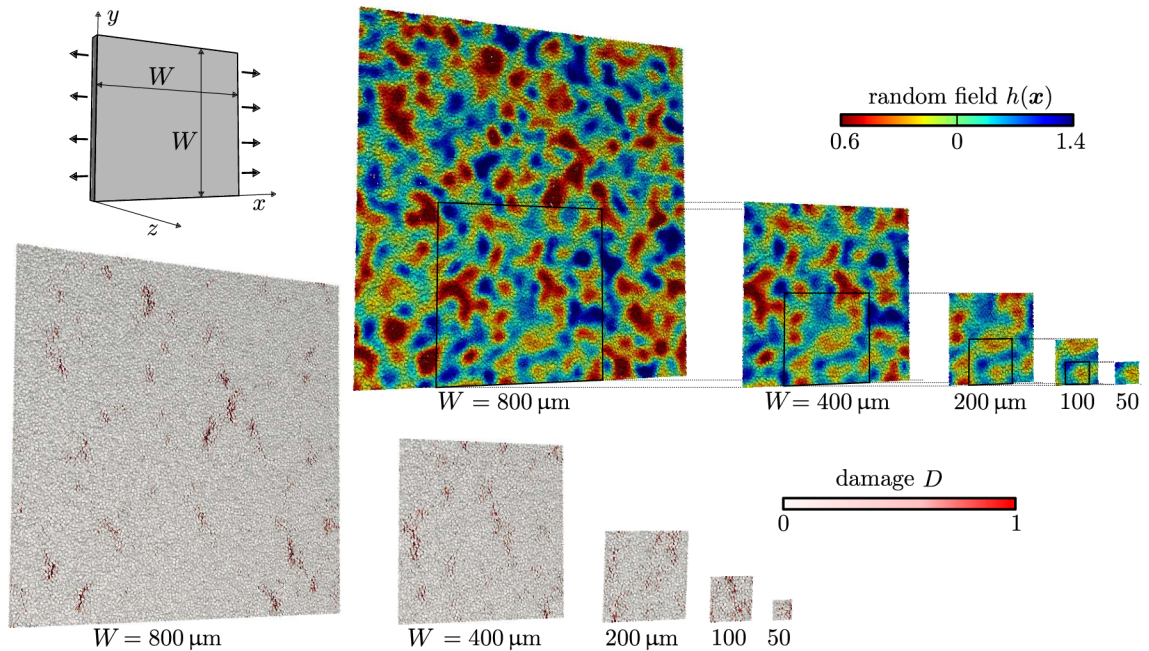 y
W
W
x
z
random field h(x)
0.6 0 1.4
W = 800 μm
W = 400 μm
200 μm
100
50
damage D
0 1
W = 800 μm
W = 400 μm
200 μm
100
50